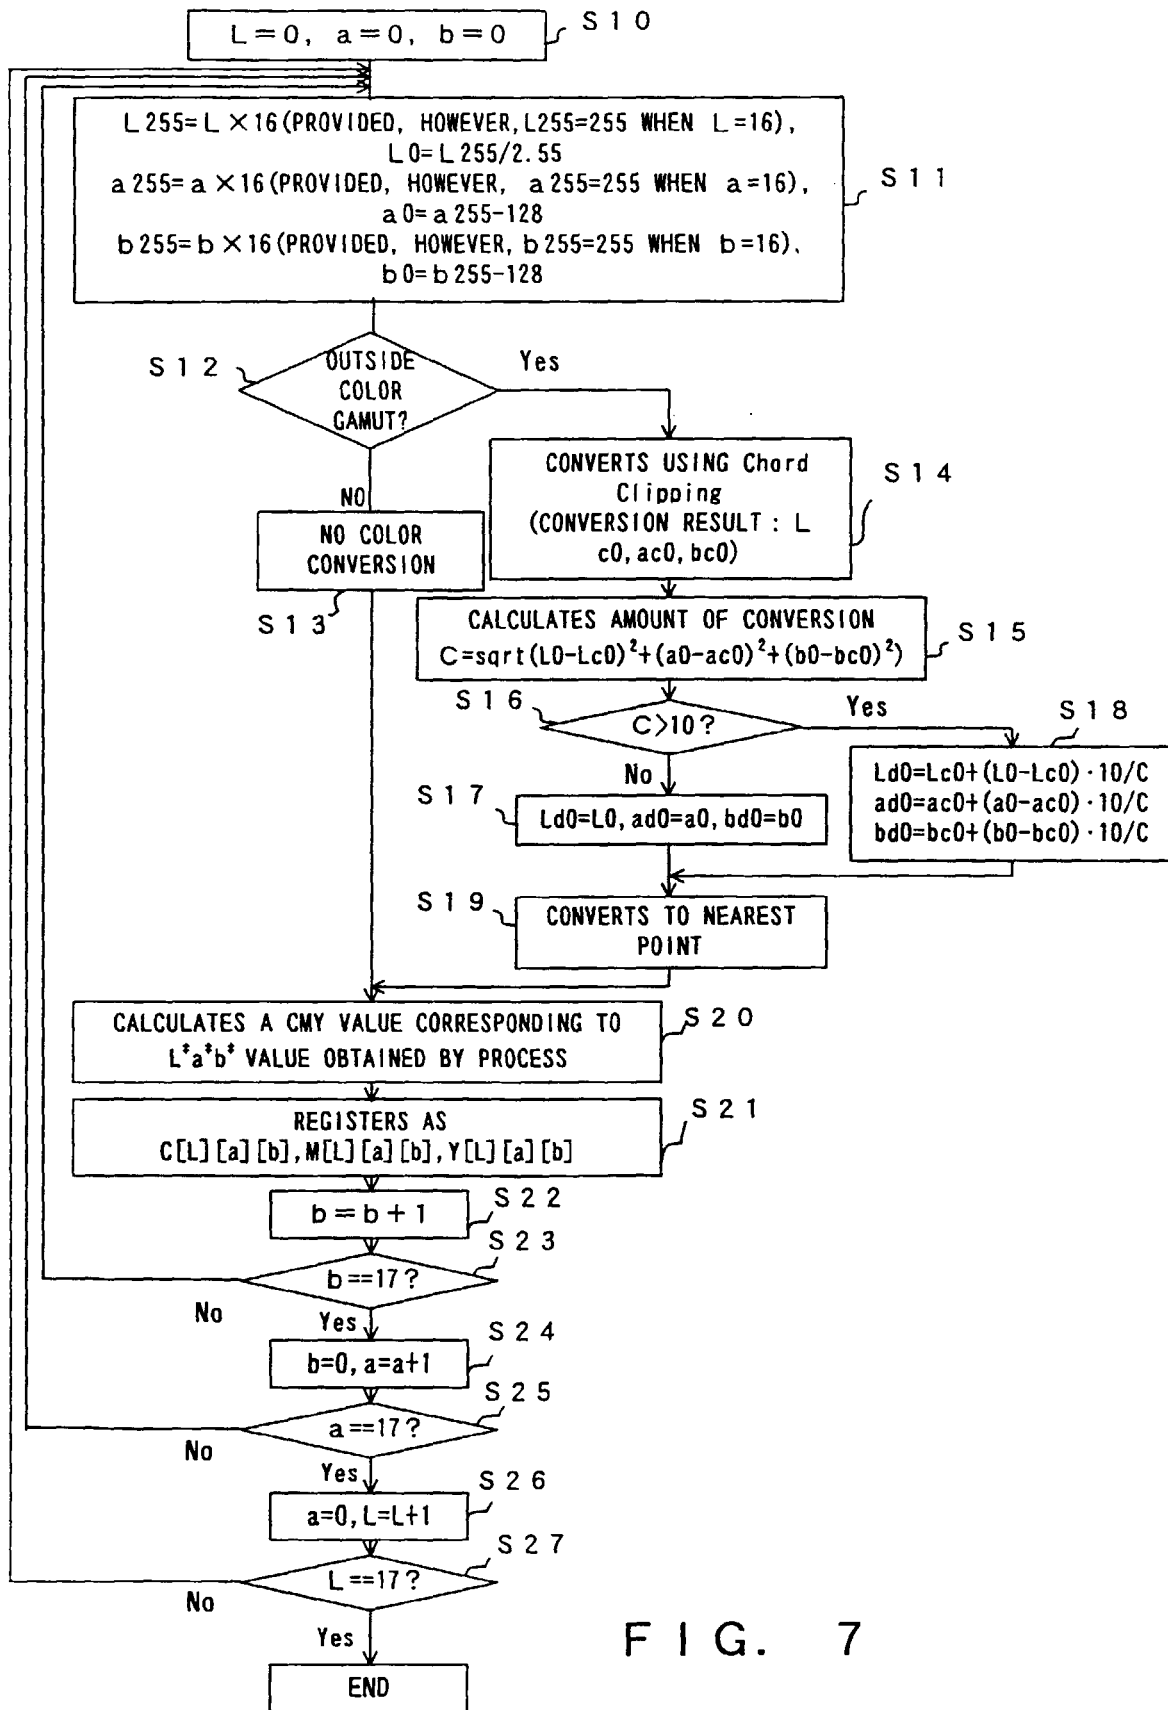 L=0, a=0, b=0
S10
L255=L×16(PROVIDED, HOWEVER,L255=255 WHEN L=16),
L0=L255/2.55
a255=a×16(PROVIDED, HOWEVER, a255=255 WHEN a=16),
a0=a255-128
b255=b×16(PROVIDED, HOWEVER, b255=255 WHEN b=16).
b0=b255-128
S11
S12
OUTSIDE
COLOR
GAMUT?
Yes
NO
NO COLOR
CONVERSION
S13
CONVERTS USING Chord
Clipping
(CONVERSION RESULT : L
c0, ac0, bc0)
S14
CALCULATES AMOUNT OF CONVERSION
C=sqrt(L0-Lc0)²+(a0-ac0)²+(b0-bc0)²)
S15
S16
C>10?
Yes
No
S18
Ld0=Lc0+(L0-Lc0)·10/C
ad0=ac0+(a0-ac0)·10/C
bd0=bc0+(b0-bc0)·10/C
S17
Ld0=L0, ad0=a0, bd0=b0
S19
CONVERTS TO NEAREST
POINT
CALCULATES A CMY VALUE CORRESPONDING TO
L*a*b* VALUE OBTAINED BY PROCESS
S20
REGISTERS AS
C[L][a][b],M[L][a][b],Y[L][a][b]
S21
b=b+1
S22
b==17?
S23
No
Yes
b=0, a=a+1
S24
a==17?
S25
No
Yes
a=0, L=L+1
S26
L==17?
S27
No
Yes
END
FIG. 7